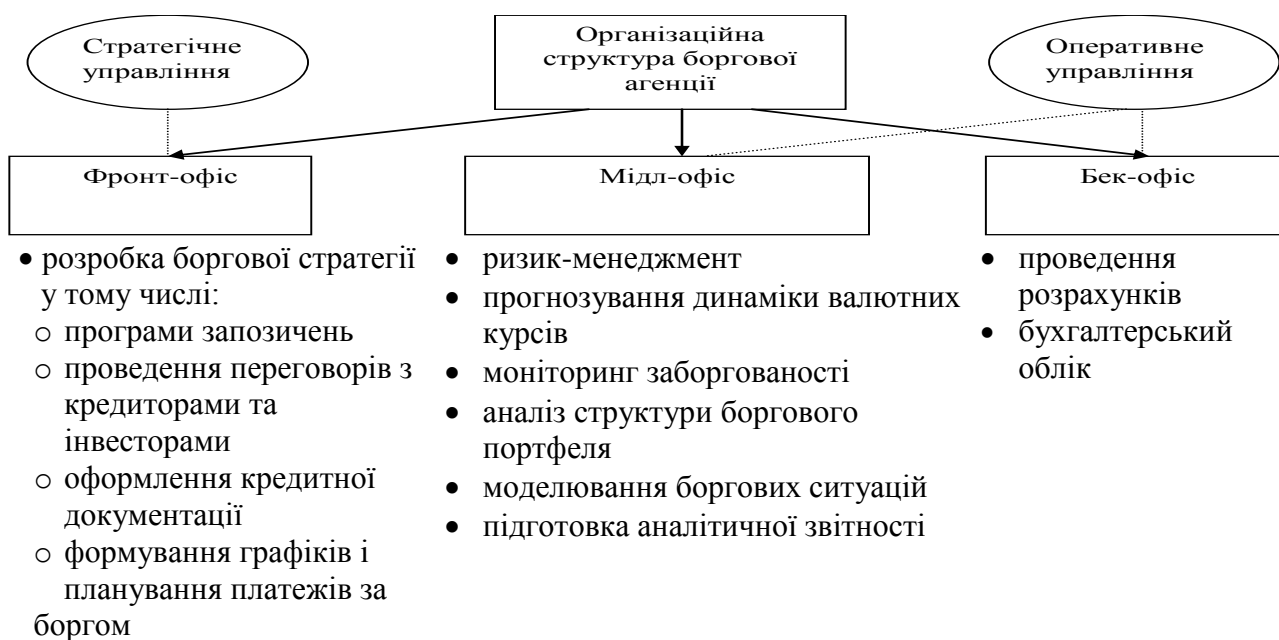 Стратегічне
управління
Організаційна
структура боргової
агенції
Оперативне
управління
Фронт-офіс
Мідл-офіс
Бек-офіс
• розробка боргової стратегії
у тому числі:
○ програми запозичень
○ проведення переговорів з
кредиторами та
інвесторами
○ оформлення кредитної
документації
○ формування графіків і
планування платежів за
боргом
• ризик-менеджмент
• прогнозування динаміки валютних
курсів
• моніторинг заборгованості
• аналіз структури боргового
портфеля
• моделювання боргових ситуацій
• підготовка аналітичної звітності
• проведення
розрахунків
• бухгалтерський
облік